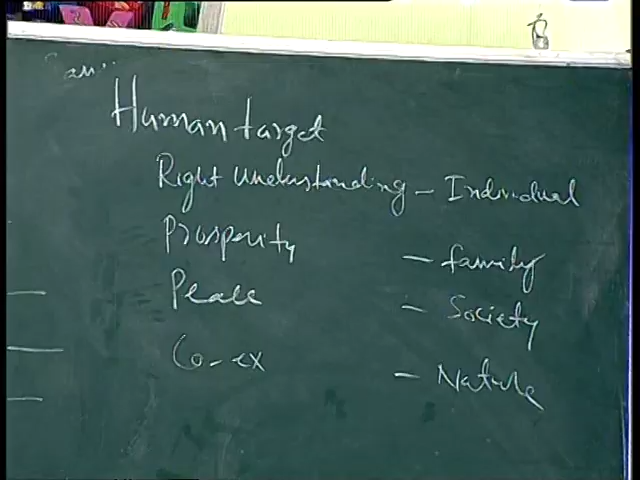 Human target
Right Understanding - Individual
Prosperity - family
Peace - Society
Co-ex - Nature